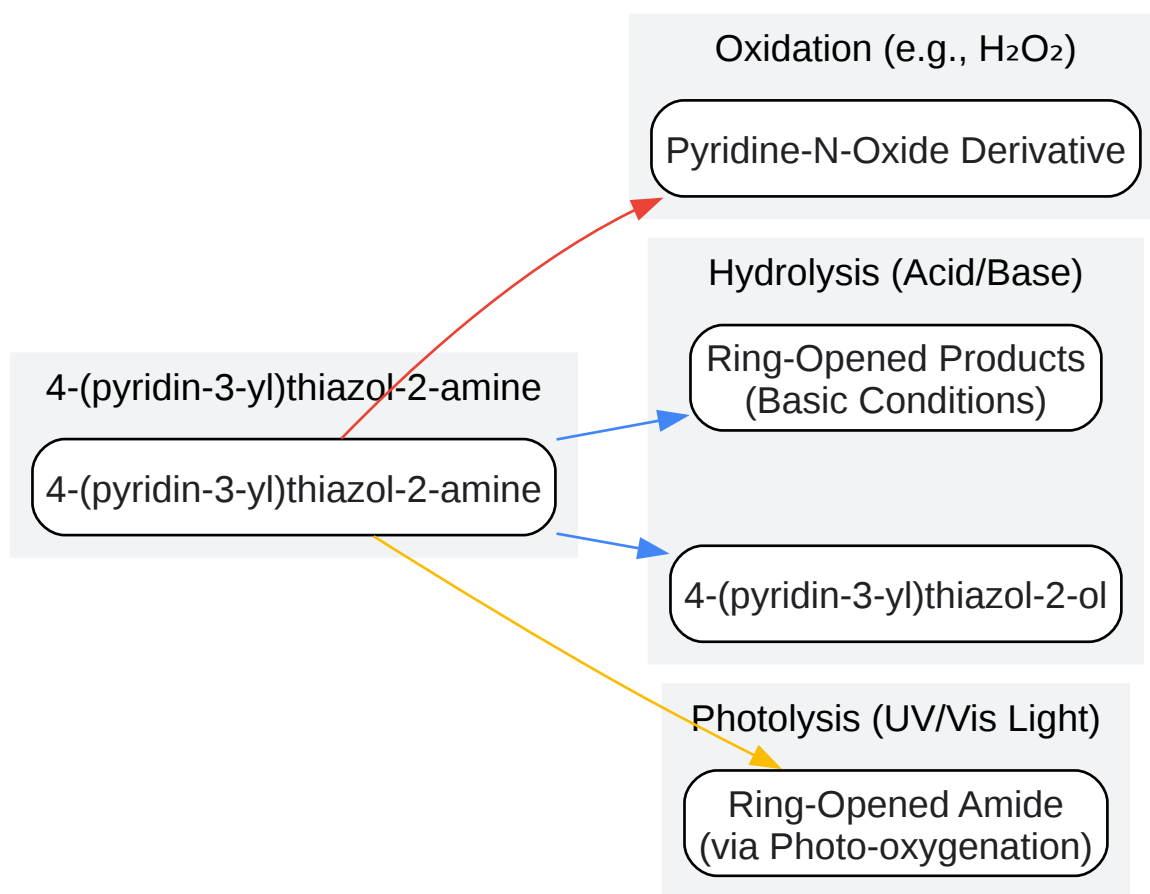 Oxidation (e.g., H₂O₂)
Pyridine-N-Oxide Derivative
Hydrolysis (Acid/Base)
Ring-Opened Products
(Basic Conditions)
4-(pyridin-3-yl)thiazol-2-amine
4-(pyridin-3-yl)thiazol-2-amine
4-(pyridin-3-yl)thiazol-2-ol
Photolysis (UV/Vis Light)
Ring-Opened Amide
(via Photo-oxygenation)